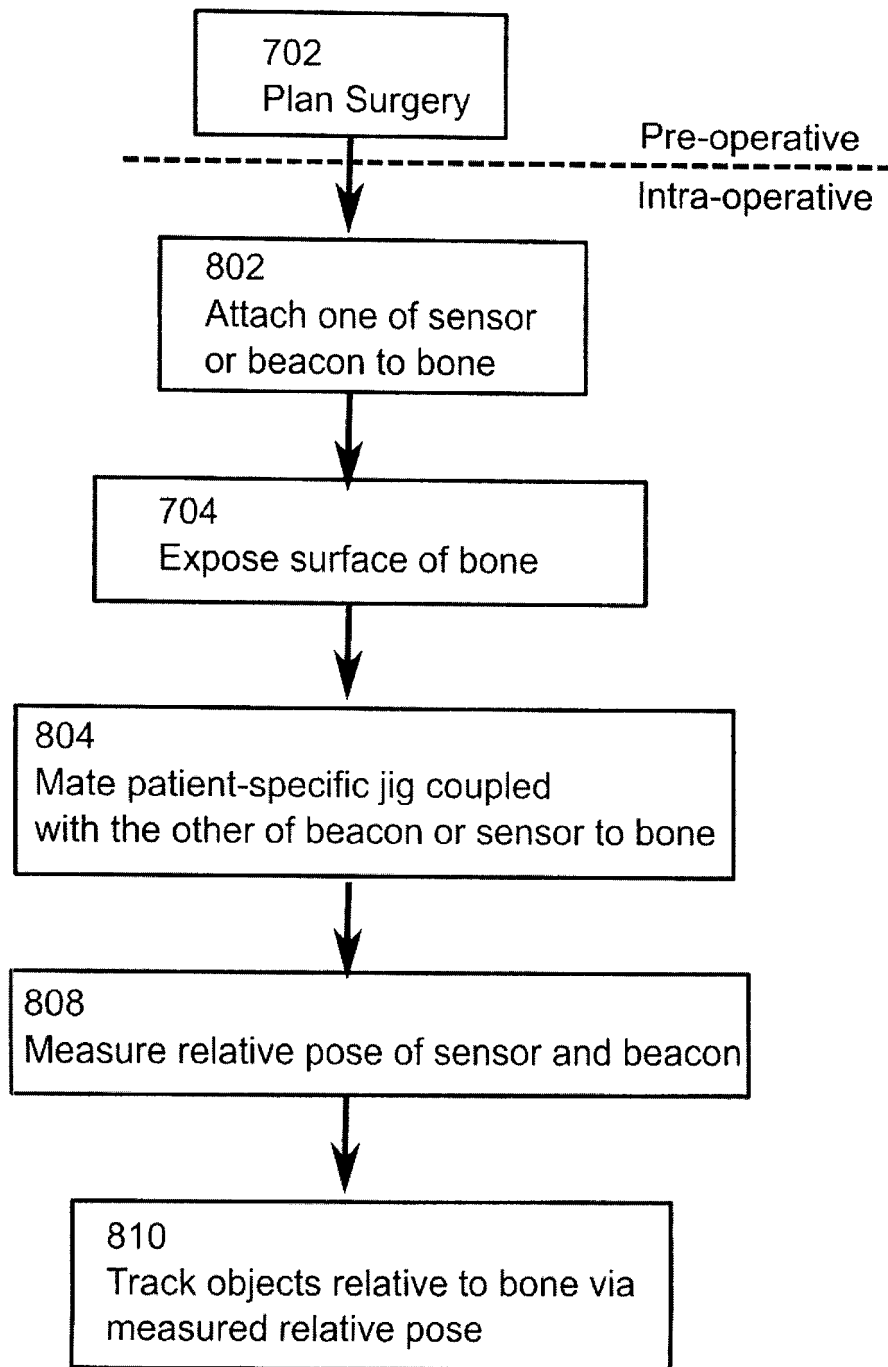 702
Plan Surgery
Pre-operative
Intra-operative
802
Attach one of sensor
or beacon to bone
704
Expose surface of bone
804
Mate patient-specific jig coupled
with the other of beacon or sensor to bone
808
Measure relative pose of sensor and beacon
810
Track objects relative to bone via
measured relative pose